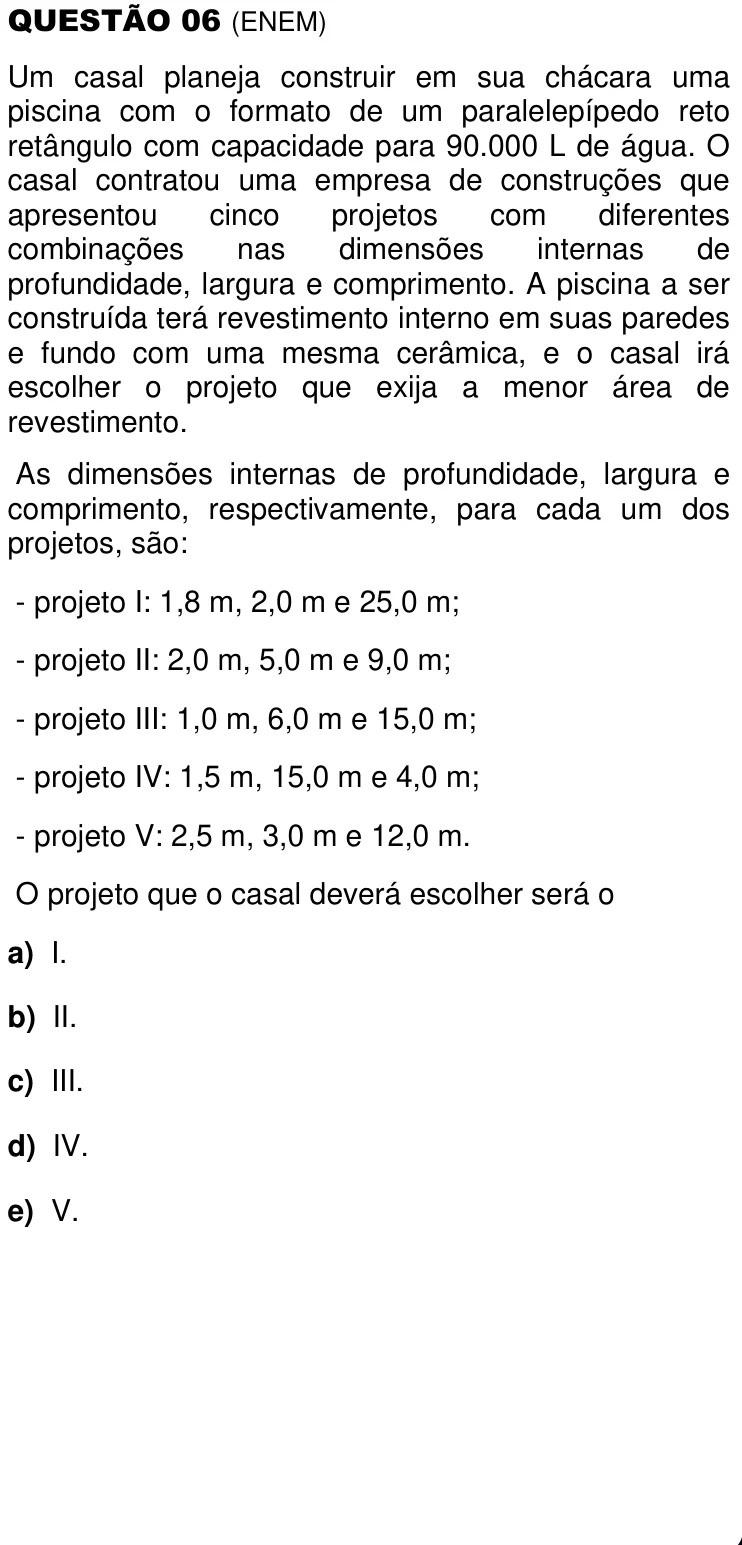 QUESTÃO 06 (ENEM)
Um casal planeja construir em sua chácara uma
piscina com o formato de um paralelepípedo reto
retângulo com capacidade para 90.000 L de água. O
casal contratou uma empresa de construções que
apresentou cinco projetos com diferentes
combinações nas dimensões internas de
profundidade, largura e comprimento. A piscina a ser
construída terá revestimento interno em suas paredes
e fundo com uma mesma cerâmica, e o casal irá
escolher o projeto que exija a menor área de
revestimento.
As dimensões internas de profundidade, largura e
comprimento, respectivamente, para cada um dos
projetos, são:
- projeto I: 1,8 m, 2,0 m e 25,0 m;
- projeto II: 2,0 m, 5,0 m e 9,0 m;
- projeto III: 1,0 m, 6,0 m e 15,0 m;
- projeto IV: 1,5 m, 15,0 m e 4,0 m;
- projeto V: 2,5 m, 3,0 m e 12,0 m.
O projeto que o casal deverá escolher será o
a) I.
b) II.
c) III.
d) IV.
e) V.